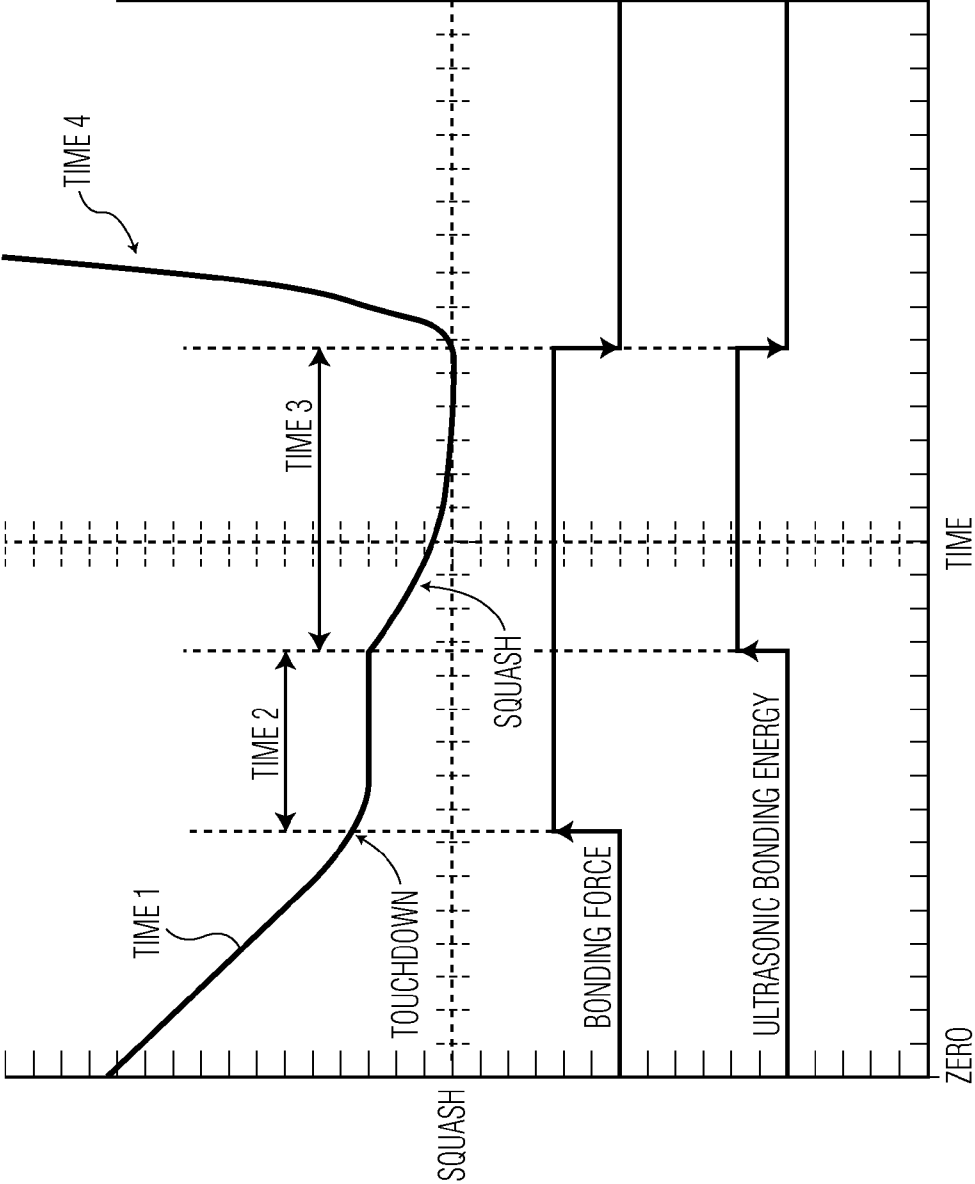 TIME 4
TIME 3
TIME 2
TIME 1
TOUCHDOWN
SQUASH
SQUASH
BONDING FORCE
ULTRASONIC BONDING ENERGY
ZERO
TIME